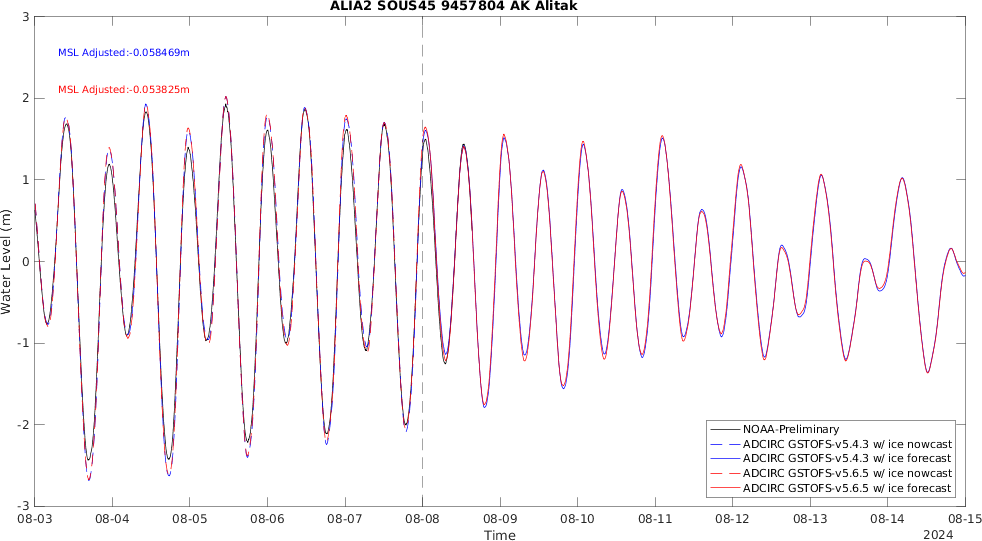 ALIA2 SOUS45 9457804 AK Alitak
MSL Adjusted:-0.058469m
MSL Adjusted:-0.053825m
Water Level (m)
3
2
1
0
-1
-2
-3
NOAA-Preliminary
ADCIRC GSTOFS-v5.4.3 w/ ice nowcast
ADCIRC GSTOFS-v5.4.3 w/ ice forecast
ADCIRC GSTOFS-v5.6.5 w/ ice nowcast
ADCIRC GSTOFS-v5.6.5 w/ ice forecast
08-03 08-04 08-05 08-06 08-07 08-08 08-09 08-10 08-11 08-12 08-13 08-14 08-15
Time
2024